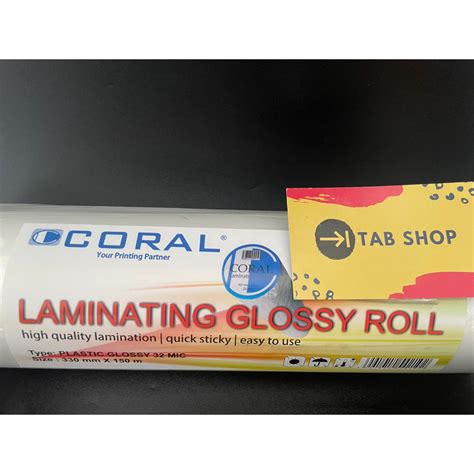 CORAL®
Your Printing Partner
CORAL
LAMINATING GLOSSY ROLL
high quality lamination | quick sticky | easy to use
Type: PLASTIC GLOSSY 32 MIC
Size : 330 mm X 150 m
TAB SHOP